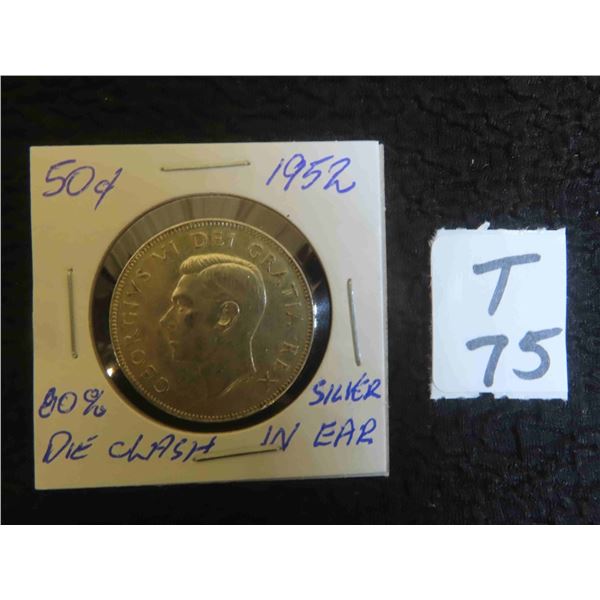 50¢ 1952
GEORGIVS VI DEI GRATIA REX
80% SILVER
DIE CLASH IN EAR
T
75